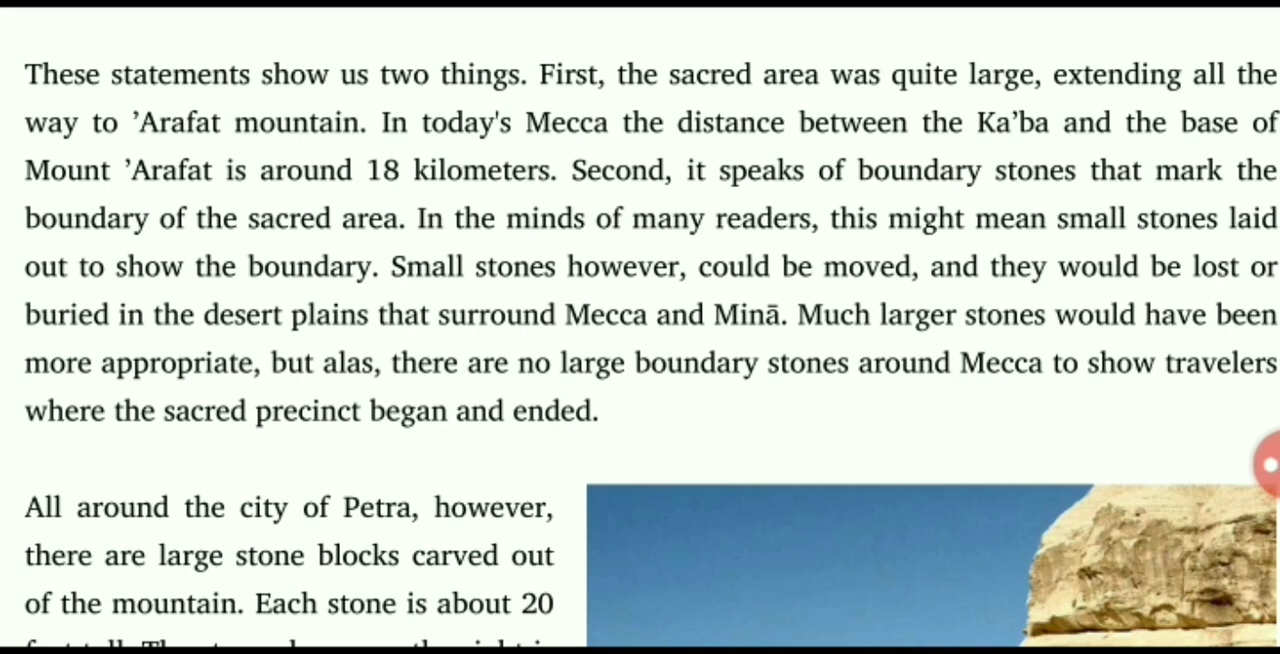 These statements show us two things. First, the sacred area was quite large, extending all the
way to ’Arafat mountain. In today's Mecca the distance between the Ka’ba and the base of
Mount ’Arafat is around 18 kilometers. Second, it speaks of boundary stones that mark the
boundary of the sacred area. In the minds of many readers, this might mean small stones laid
out to show the boundary. Small stones however, could be moved, and they would be lost or
buried in the desert plains that surround Mecca and Minā. Much larger stones would have been
more appropriate, but alas, there are no large boundary stones around Mecca to show travelers
where the sacred precinct began and ended.
All around the city of Petra, however,
there are large stone blocks carved out
of the mountain. Each stone is about 20